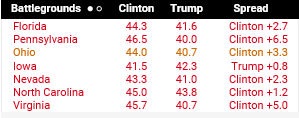 Battlegrounds Clinton Trump Spread
Florida 44.3 41.6 Clinton +2.7
Pennsylvania 46.5 40.0 Clinton +6.5
Ohio 44.0 40.7 Clinton +3.3
Iowa 41.5 42.3 Trump +0.8
Nevada 43.3 41.0 Clinton +2.3
North Carolina 45.0 43.8 Clinton +1.2
Virginia 45.7 40.7 Clinton +5.0